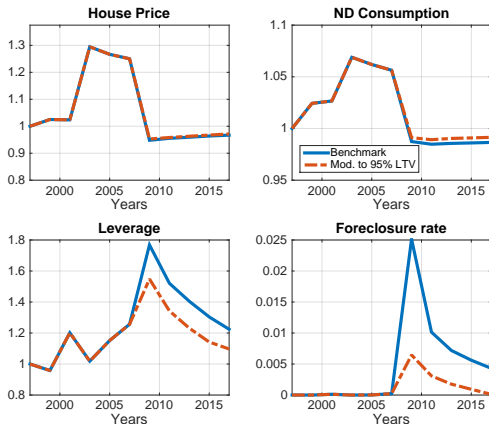 House Price
1.3
1.2
1.1
1
0.9
0.8
2000 2005 2010 2015
Years
ND Consumption
1.1
1.05
1
0.95
Benchmark
Mod. to 95% LTV
2000 2005 2010 2015
Years
Leverage
1.8
1.6
1.4
1.2
1
0.8
2000 2005 2010 2015
Years
Foreclosure rate
0.025
0.02
0.015
0.01
0.005
0
2000 2005 2010 2015
Years